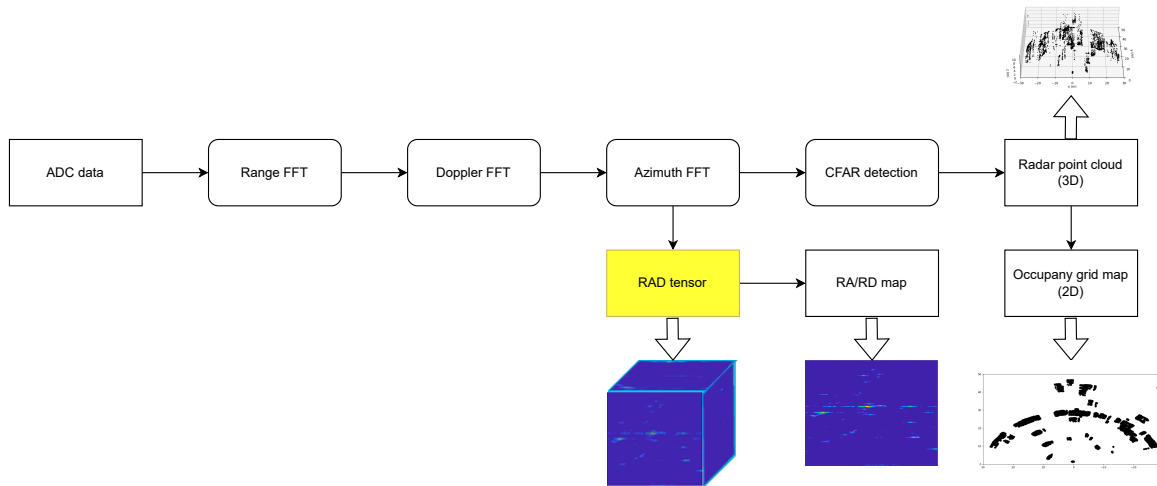 ADC data
Range FFT
Doppler FFT
Azimuth FFT
CFAR detection
Radar point cloud
(3D)
RAD tensor
RA/RD map
Occupany grid map
(2D)